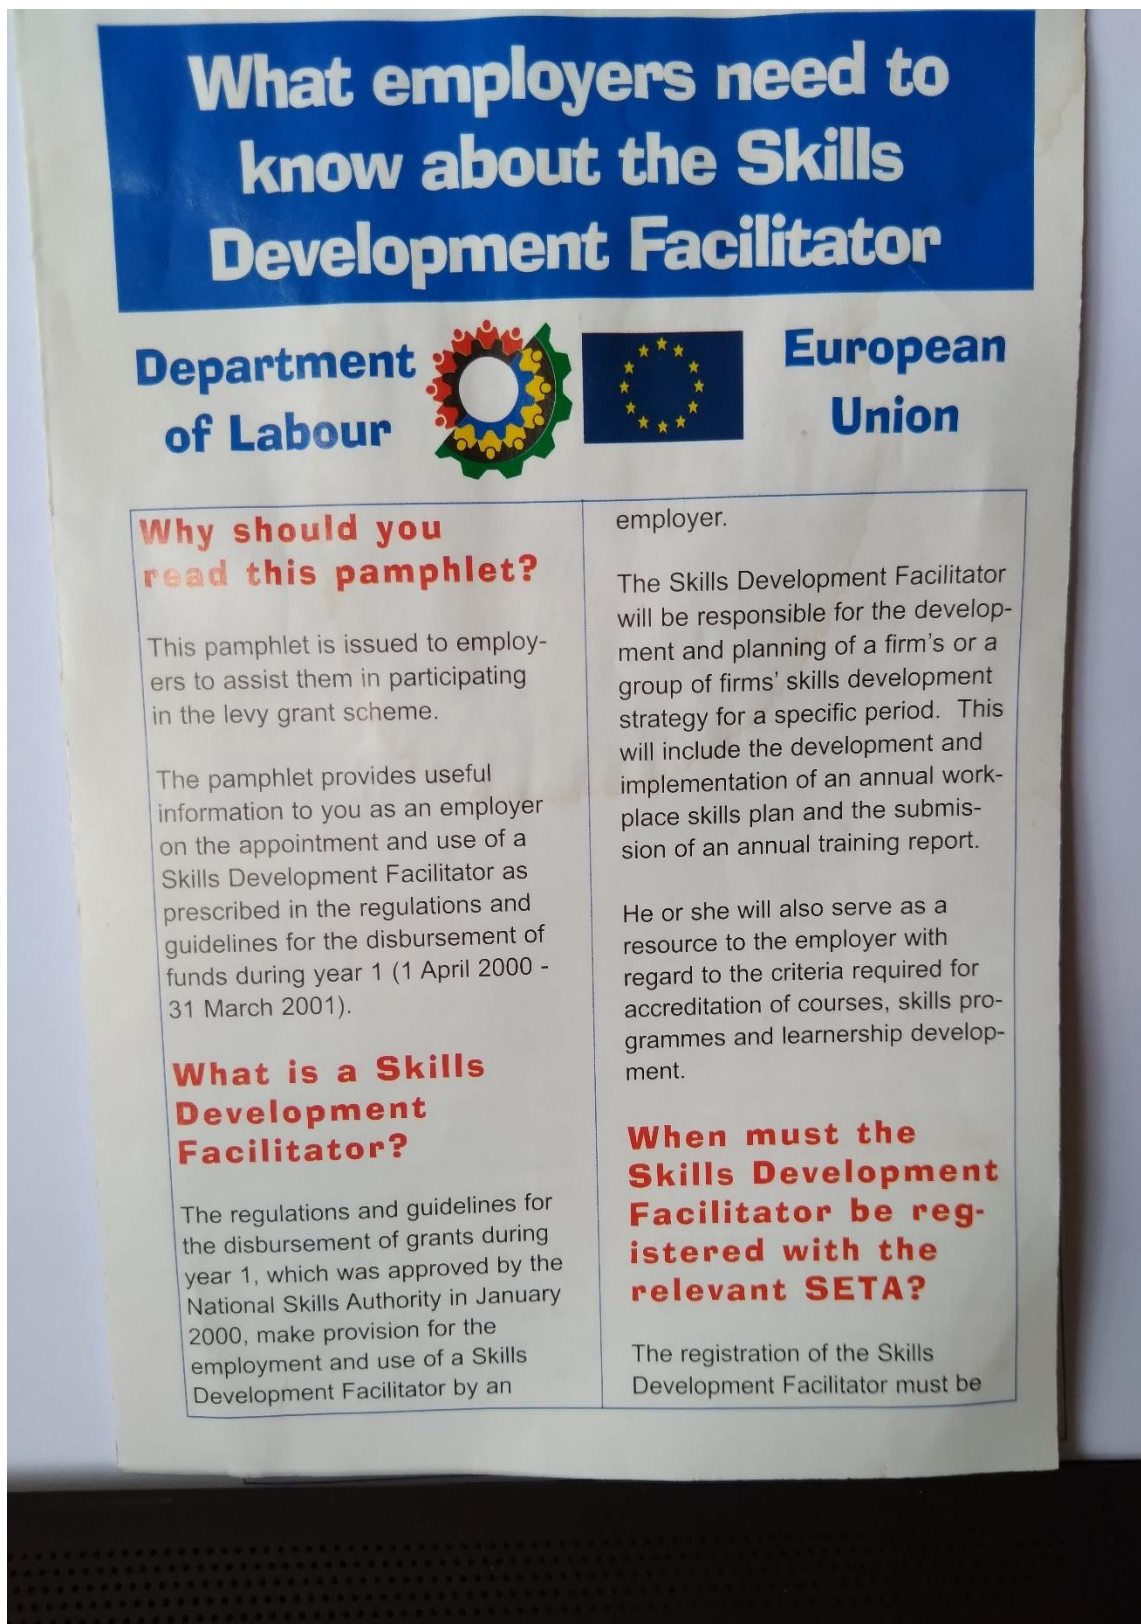 What employers need to
know about the Skills
Development Facilitator
Department
of Labour
European
Union
Why should you
read this pamphlet?
This pamphlet is issued to employ-
ers to assist them in participating
in the levy grant scheme.
The pamphlet provides useful
information to you as an employer
on the appointment and use of a
Skills Development Facilitator as
prescribed in the regulations and
guidelines for the disbursement of
funds during year 1 (1 April 2000 -
31 March 2001).
What is a Skills
Development
Facilitator?
The regulations and guidelines for
the disbursement of grants during
year 1, which was approved by the
National Skills Authority in January
2000, make provision for the
employment and use of a Skills
Development Facilitator by an
employer.
The Skills Development Facilitator
will be responsible for the develop-
ment and planning of a firm's or a
group of firms' skills development
strategy for a specific period.  This
will include the development and
implementation of an annual work-
place skills plan and the submis-
sion of an annual training report.
He or she will also serve as a
resource to the employer with
regard to the criteria required for
accreditation of courses, skills pro-
grammes and learnership develop-
ment.
When must the
Skills Development
Facilitator be reg-
istered with the
relevant SETA?
The registration of the Skills
Development Facilitator must be